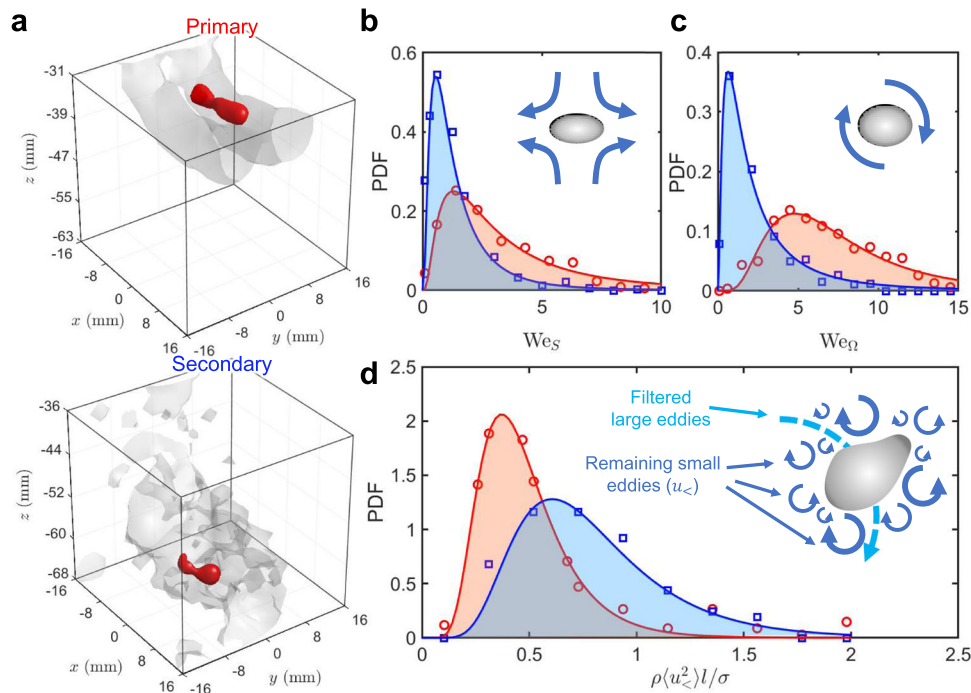 a
Primary
-31
-39
-47
-55
-63
z (mm)
-16
-8
0
8
16
x (mm)
-16
-8
0
8
16
y (mm)
Secondary
-36
-44
-52
-60
-68
z (mm)
-16
-8
0
8
16
x (mm)
-16
-8
0
8
16
y (mm)
b
0.6
0.4
0.2
0
PDF
0
5
10
We_S
c
0.4
0.3
0.2
0.1
0
PDF
0
5
10
15
We_Ω
d
2.5
2
1.5
1
0.5
0
PDF
Filtered
large eddies
Remaining small
eddies (u_<)
0
0.5
1
1.5
2
2.5
ρ⟨u_<^2⟩l/σ